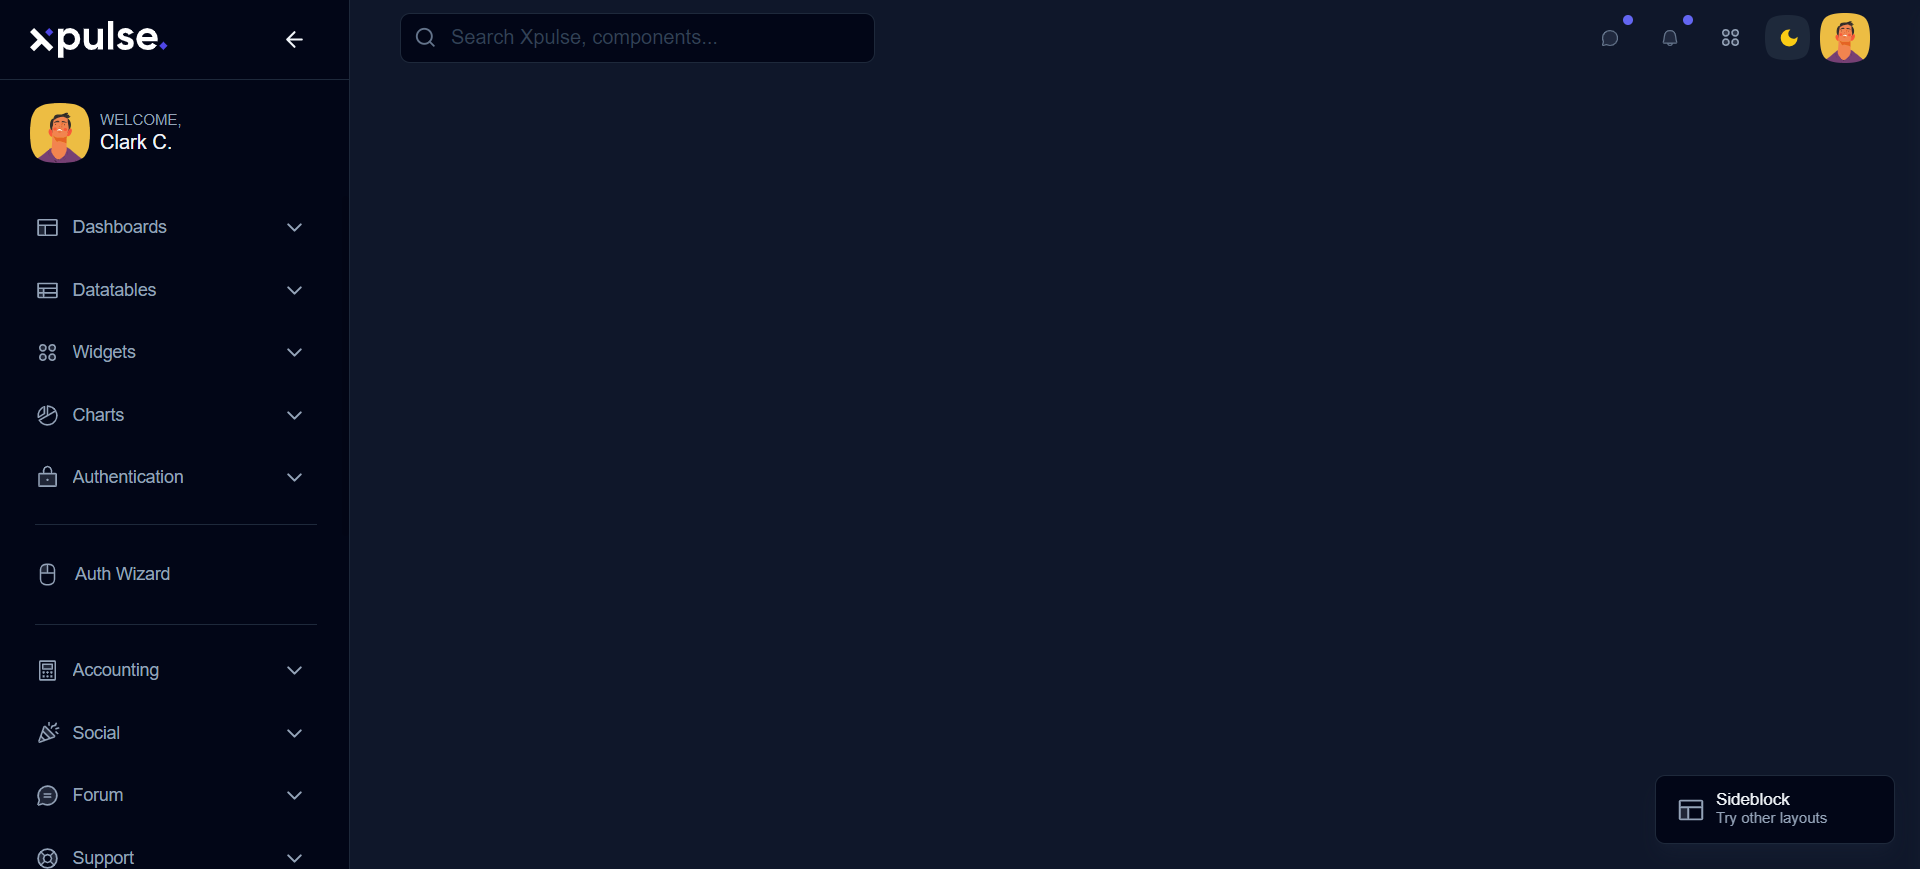 xpulse.
Search Xpulse, components...
WELCOME,
Clark C.
Dashboards
Datatables
Widgets
Charts
Authentication
Auth Wizard
Accounting
Social
Forum
Support
Sideblock
Try other layouts